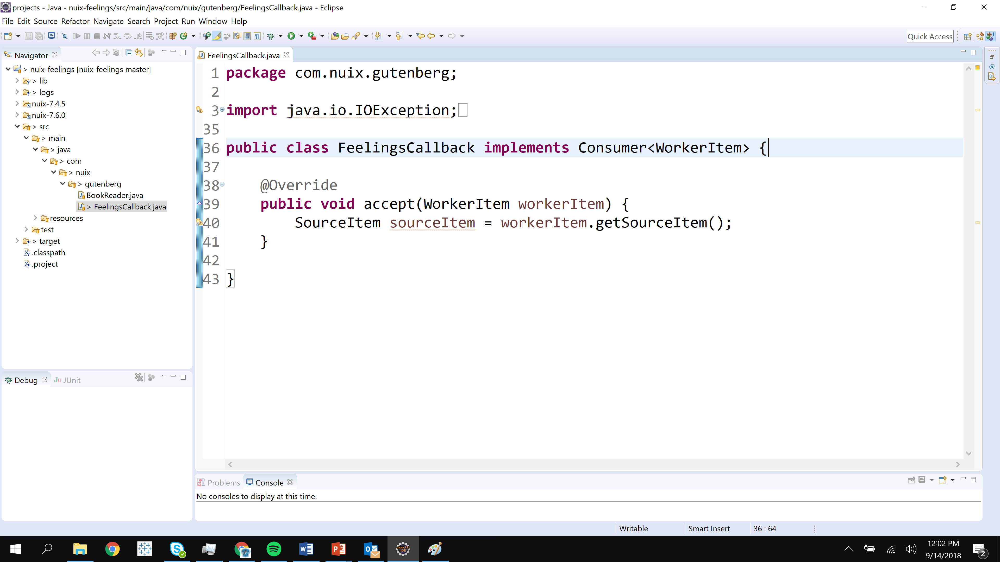 projects - Java - nuix-feelings/src/main/java/com/nuix/gutenberg/FeelingsCallback.java - Eclipse
File Edit Source Refactor Navigate Search Project Run Window Help
Quick Access
Navigator
> nuix-feelings [nuix-feelings master]
> lib
> logs
nuix-7.4.5
nuix-7.6.0
> src
> main
> java
> com
> nuix
> gutenberg
BookReader.java
> FeelingsCallback.java
resources
test
> target
.classpath
.project
Debug
JU JUnit
FeelingsCallback.java
1 package com.nuix.gutenberg;
2
3 import java.io.IOException;
35
36 public class FeelingsCallback implements Consumer<WorkerItem> {
37
38 @Override
39 public void accept(WorkerItem workerItem) {
40 SourceItem sourceItem = workerItem.getSourceItem();
41 }
42
43 }
Problems
Console
No consoles to display at this time.
Writable
Smart Insert
36 : 64
Java EE
IDE
12:02 PM
9/14/2018
2